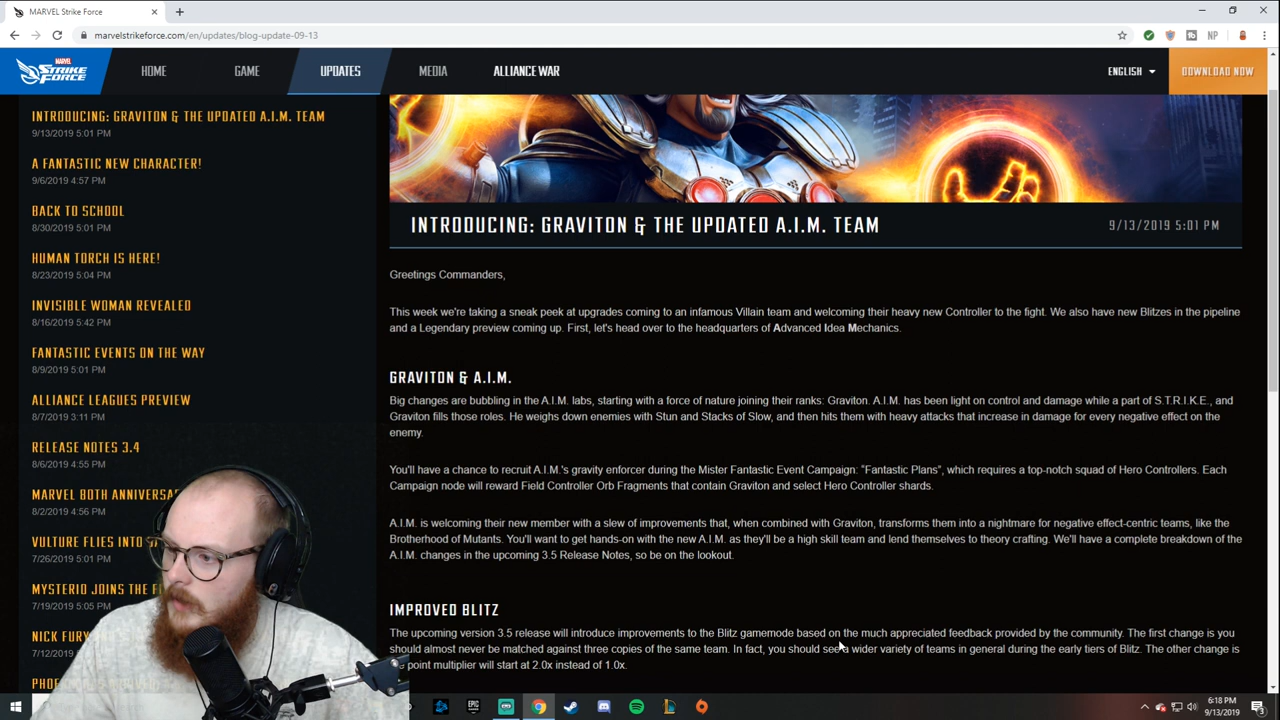 MARVEL Strike Force
marvelstrikeforce.com/en/updates/blog-update-09-13
NP
MARVEL
STRIKE
FORCE
HOME
GAME
UPDATES
MEDIA
ALLIANCE WAR
ENGLISH
DOWNLOAD NOW
INTRODUCING: GRAVITON & THE UPDATED A.I.M. TEAM
9/13/2019 5:01 PM
A FANTASTIC NEW CHARACTER!
9/6/2019 4:57 PM
BACK TO SCHOOL
8/30/2019 5:01 PM
HUMAN TORCH IS HERE!
8/23/2019 5:04 PM
INVISIBLE WOMAN REVEALED
8/16/2019 5:42 PM
FANTASTIC EVENTS ON THE WAY
8/9/2019 5:01 PM
ALLIANCE LEAGUES PREVIEW
8/7/2019 3:11 PM
RELEASE NOTES 3.4
8/6/2019 4:55 PM
MARVEL 80TH ANNIVERSA
8/2/2019 4:56 PM
VULTURE FLIES INTO
7/26/2019 5:01 PM
MYSTERIO JOINS THE
7/19/2019 5:05 PM
NICK FURY
7/12/2019
INTRODUCING: GRAVITON & THE UPDATED A.I.M. TEAM
9/13/2019 5:01 PM
Greetings Commanders,
This week we're taking a sneak peek at upgrades coming to an infamous Villain team and welcoming their heavy new Controller to the fight. We also have new Blitzes in the pipeline
and a Legendary preview coming up. First, let's head over to the headquarters of Advanced Idea Mechanics.
GRAVITON & A.I.M.
Big changes are bubbling in the A.I.M. labs, starting with a force of nature joining their ranks: Graviton. A.I.M. has been light on control and damage while a part of S.T.R.I.K.E., and
Graviton fills those roles. He weighs down enemies with Stun and Stacks of Slow, and then hits them with heavy attacks that increase in damage for every negative effect on the
enemy.
You'll have a chance to recruit A.I.M.'s gravity enforcer during the Mister Fantastic Event Campaign: "Fantastic Plans", which requires a top-notch squad of Hero Controllers. Each
Campaign node will reward Field Controller Orb Fragments that contain Graviton and select Hero Controller shards.
A.I.M. is welcoming their new member with a slew of improvements that, when combined with Graviton, transforms them into a nightmare for negative effect-centric teams, like the
Brotherhood of Mutants. You'll want to get hands-on with the new A.I.M. as they'll be a high skill team and lend themselves to theory crafting. We'll have a complete breakdown of the
A.I.M. changes in the upcoming 3.5 Release Notes, so be on the lookout.
IMPROVED BLITZ
The upcoming version 3.5 release will introduce improvements to the Blitz gamemode based on the much appreciated feedback provided by the community. The first change is you
should almost never be matched against three copies of the same team. In fact, you should see a wider variety of teams in general during the early tiers of Blitz. The other change is
point multiplier will start at 2.0x instead of 1.0x.
EPIC
6:18 PM
9/13/2019
3